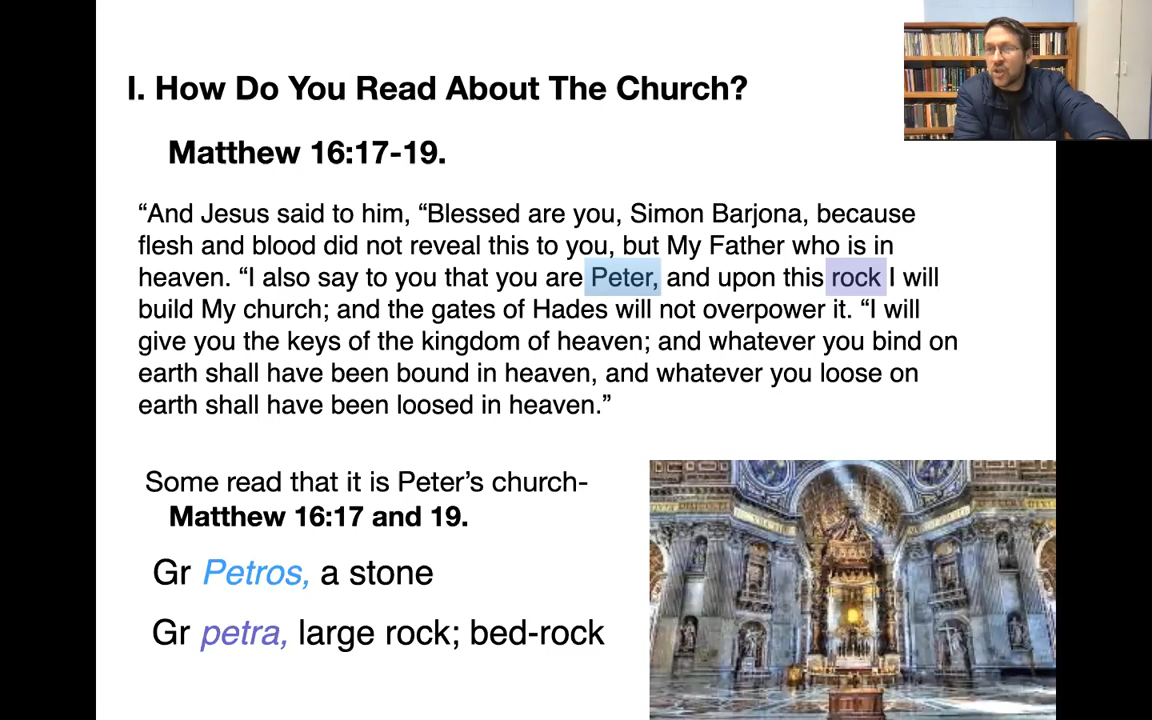 I. How Do You Read About The Church?
Matthew 16:17-19.
“And Jesus said to him, “Blessed are you, Simon Barjona, because
flesh and blood did not reveal this to you, but My Father who is in
heaven. “I also say to you that you are Peter, and upon this rock I will
build My church; and the gates of Hades will not overpower it. “I will
give you the keys of the kingdom of heaven; and whatever you bind on
earth shall have been bound in heaven, and whatever you loose on
earth shall have been loosed in heaven.”
Some read that it is Peter’s church-
Matthew 16:17 and 19.
Gr Petros, a stone
Gr petra, large rock; bed-rock